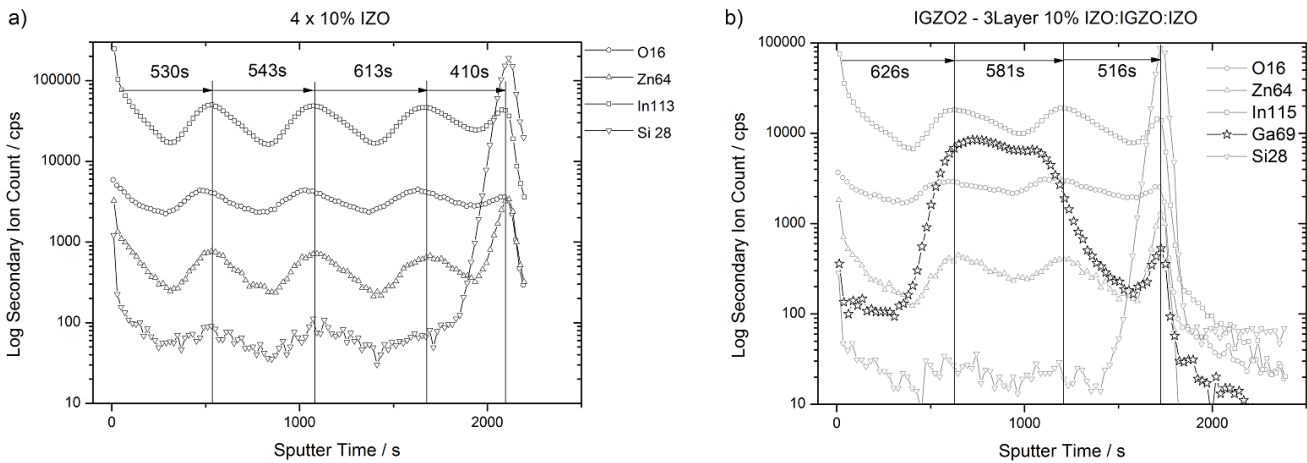 a)
4 x 10% IZO
530s
543s
613s
410s
O16
Zn64
In113
Si 28
100000
10000
1000
100
10
Log Secondary Ion Count / cps
0
1000
2000
Sputter Time / s
b)
IGZO2 - 3Layer 10% IZO:IGZO:IZO
626s
581s
516s
O16
Zn64
In115
Ga69
Si28
100000
10000
1000
100
10
Log Secondary Ion Count / cps
0
1000
2000
Sputter Time / s